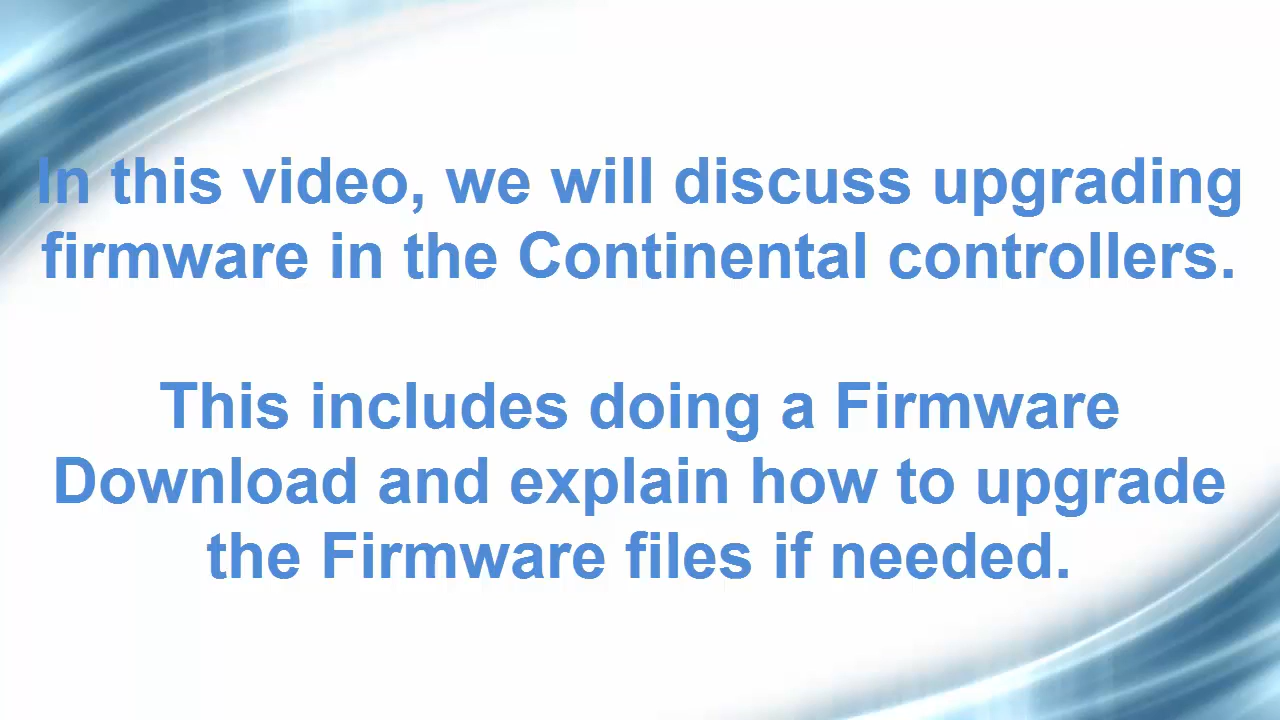 In this video, we will discuss upgrading
firmware in the Continental controllers.
This includes doing a Firmware
Download and explain how to upgrade
the Firmware files if needed.